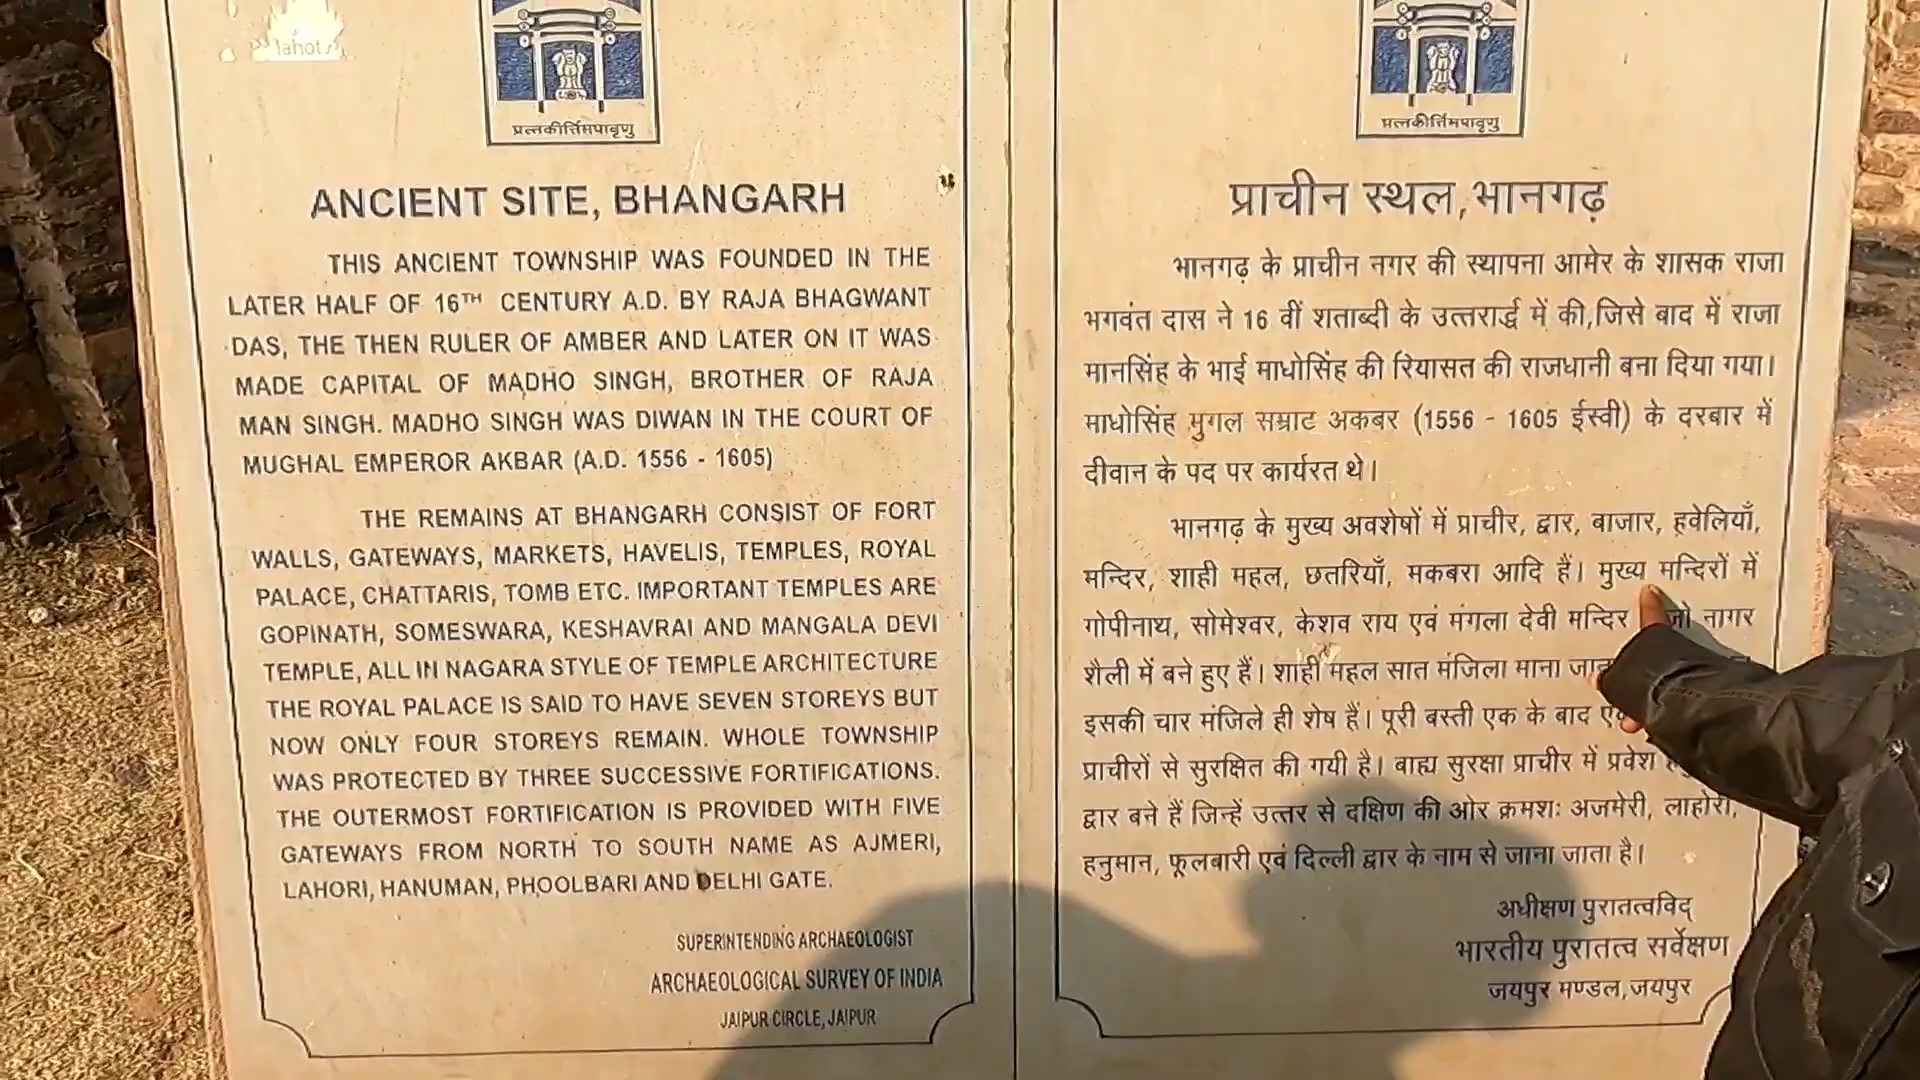 lahot
प्रत्नकीर्त्तिमपावृणु
ANCIENT SITE, BHANGARH
THIS ANCIENT TOWNSHIP WAS FOUNDED IN THE
LATER HALF OF 16TH CENTURY A.D. BY RAJA BHAGWANT
DAS, THE THEN RULER OF AMBER AND LATER ON IT WAS
MADE CAPITAL OF MADHO SINGH, BROTHER OF RAJA
MAN SINGH. MADHO SINGH WAS DIWAN IN THE COURT OF
MUGHAL EMPEROR AKBAR (A.D. 1556 - 1605)
THE REMAINS AT BHANGARH CONSIST OF FORT
WALLS, GATEWAYS, MARKETS, HAVELIS, TEMPLES, ROYAL
PALACE, CHATTARIS, TOMB ETC. IMPORTANT TEMPLES ARE
GOPINATH, SOMESWARA, KESHAVRAI AND MANGALA DEVI
TEMPLE, ALL IN NAGARA STYLE OF TEMPLE ARCHITECTURE
THE ROYAL PALACE IS SAID TO HAVE SEVEN STOREYS BUT
NOW ONLY FOUR STOREYS REMAIN. WHOLE TOWNSHIP
WAS PROTECTED BY THREE SUCCESSIVE FORTIFICATIONS.
THE OUTERMOST FORTIFICATION IS PROVIDED WITH FIVE
GATEWAYS FROM NORTH TO SOUTH NAME AS AJMERI,
LAHORI, HANUMAN, PHOOLBARI AND DELHI GATE.
SUPERINTENDING ARCHAEOLOGIST
ARCHAEOLOGICAL SURVEY OF INDIA
JAIPUR CIRCLE, JAIPUR
प्रत्नकीर्त्तिमपावृणु
प्राचीन स्थल, भानगढ़
भानगढ़ के प्राचीन नगर की स्थापना आमेर के शासक राजा
भगवंत दास ने 16 वीं शताब्दी के उत्तरार्द्ध में की, जिसे बाद में राजा
मानसिंह के भाई माधोसिंह की रियासत की राजधानी बना दिया गया।
माधोसिंह मुगल सम्राट अकबर (1556 - 1605 ईस्वी) के दरबार में
दीवान के पद पर कार्यरत थे।
भानगढ़ के मुख्य अवशेषों में प्राचीर, द्वार, बाजार, हवेलियाँ,
मन्दिर, शाही महल, छतरियाँ, मकबरा आदि हैं। मुख्य मन्दिरों में
गोपीनाथ, सोमेश्वर, केशव राय एवं मंगला देवी मन्दिर जो नागर
शैली में बने हुए हैं। शाही महल सात मंजिला माना
इसकी चार मंजिले ही शेष हैं। पूरी बस्ती एक के बाद
प्राचीरों से सुरक्षित की गयी है। बाह्य सुरक्षा प्राचीर में प्रवेश
द्वार बने हैं जिन्हें उत्तर से दक्षिण की ओर क्रमशः अजमेरी, लाहोरी,
हनुमान, फूलबारी एवं दिल्ली द्वार के नाम से जाना जाता है।
अधीक्षण पुरातत्वविद्
भारतीय पुरातत्व सर्वेक्षण
जयपुर मण्डल, जयपुर